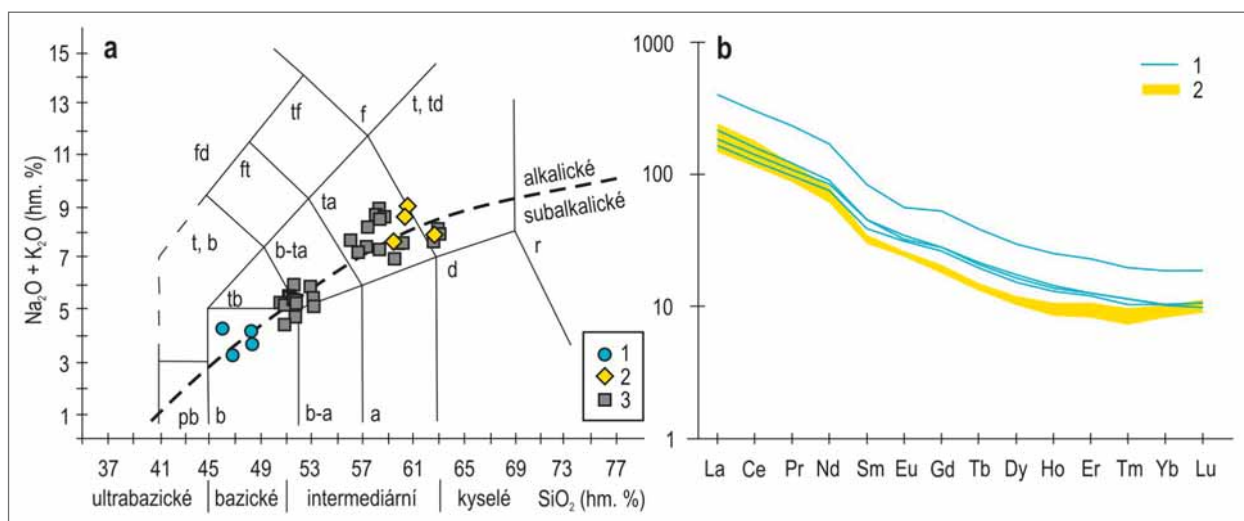 a
15
13
11
9
7
5
3
1
Na₂O + K₂O (hm. %)
tf
f
t, td
fd
ft
ta
alkalické
subalkalické
t, b
b-ta
r
d
tb
1
2
3
pb
b
b-a
a
37 41 45 49 53 57 61 65 69 73 77
ultrabazické bazické intermediární kyselé SiO₂ (hm. %)
b
1000
100
10
1
1
2
La Ce Pr Nd Sm Eu Gd Tb Dy Ho Er Tm Yb Lu